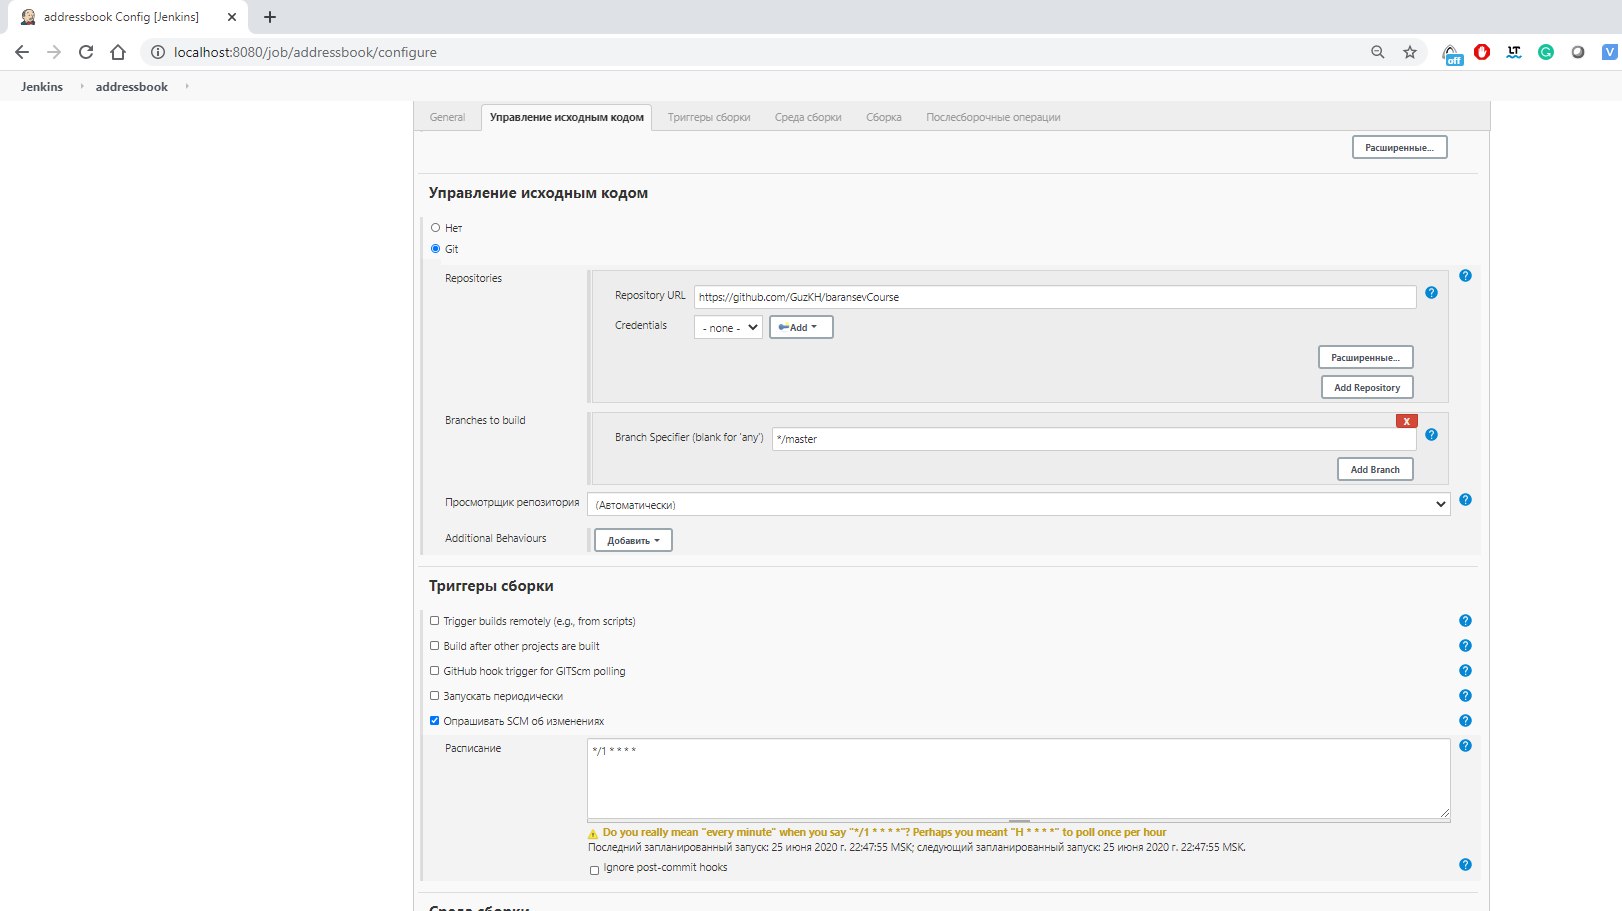 addressbook Config [Jenkins]
localhost:8080/job/addressbook/configure
off
LT
G
V
Jenkins
addressbook
General
Управление исходным кодом
Триггеры сборки
Среда сборки
Сборка
Послесборочные операции
Расширенные...
Управление исходным кодом
Нет
Git
Repositories
Repository URL
https://github.com/GuzKH/baransevCourse
Credentials
- none -
Add
Расширенные...
Add Repository
Branches to build
X
Branch Specifier (blank for 'any')
*/master
Add Branch
Просмотрщик репозитория
(Автоматически)
Additional Behaviours
Добавить
Триггеры сборки
Trigger builds remotely (e.g., from scripts)
Build after other projects are built
GitHub hook trigger for GITScm polling
Запускать периодически
Опрашивать SCM об изменениях
Расписание
*/1 * * * *
Do you really mean "every minute" when you say "*/1 * * * *"? Perhaps you meant "H * * * *" to poll once per hour
Последний запланированный запуск: 25 июня 2020 г. 22:47:55 MSK; следующий запланированный запуск: 25 июня 2020 г. 22:47:55 MSK.
Ignore post-commit hooks
Среда сборки